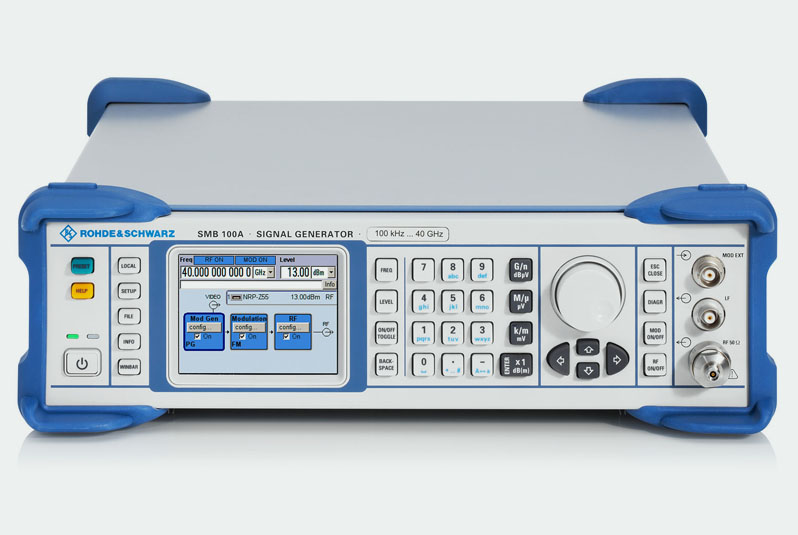 ROHDE&SCHWARZ SMB 100A · SIGNAL GENERATOR · 100 kHz ... 40 GHz
PRESET
HELP
LOCAL
SETUP
FILE
INFO
WINBAR
Freq RF ON MOD ON Level
40.000 000 000 0 GHz 13.00 dBm
Info
VIDEO 1 NRP-Z55 13.00dBm RF
Mod Gen Modulation RF
config... config... config... RF
On On On
PG FM
FREQ
LEVEL
ON/OFF
TOGGLE
BACK-
SPACE
7 8 abc 9 def
4 ghi 5 jkl 6 mno
1 pqrs 2 tuv 3 wxyz
0 . −
G/n
dBµV
M/µ
µV
k/m
mV
ENTER
x 1
dB(m)
ESC
CLOSE
DIAGR
MOD
ON/OFF
RF
ON/OFF
MOD EXT
LF
RF 50 Ω